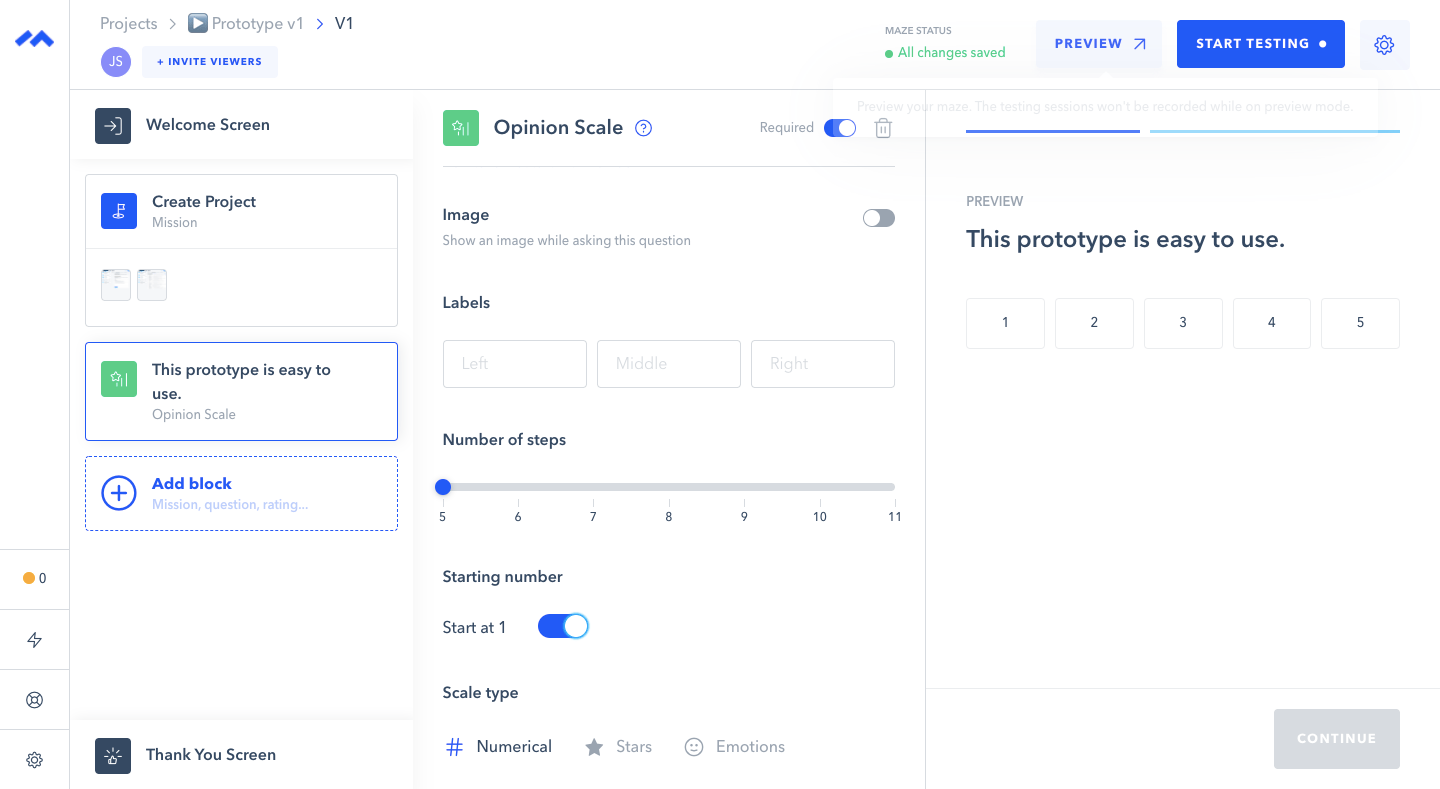 Projects > Prototype v1 > V1
JS
+ INVITE VIEWERS
MAZE STATUS
All changes saved
PREVIEW
START TESTING
Preview your maze. The testing sessions won't be recorded while on preview mode.
Welcome Screen
Create Project
Mission
This prototype is easy to
use.
Opinion Scale
Add block
Mission, question, rating...
Thank You Screen
0
Opinion Scale ?
Required
Image
Show an image while asking this question
Labels
Left Middle Right
Number of steps
5 6 7 8 9 10 11
Starting number
Start at 1
Scale type
# Numerical Stars Emotions
PREVIEW
This prototype is easy to use.
1 2 3 4 5
CONTINUE